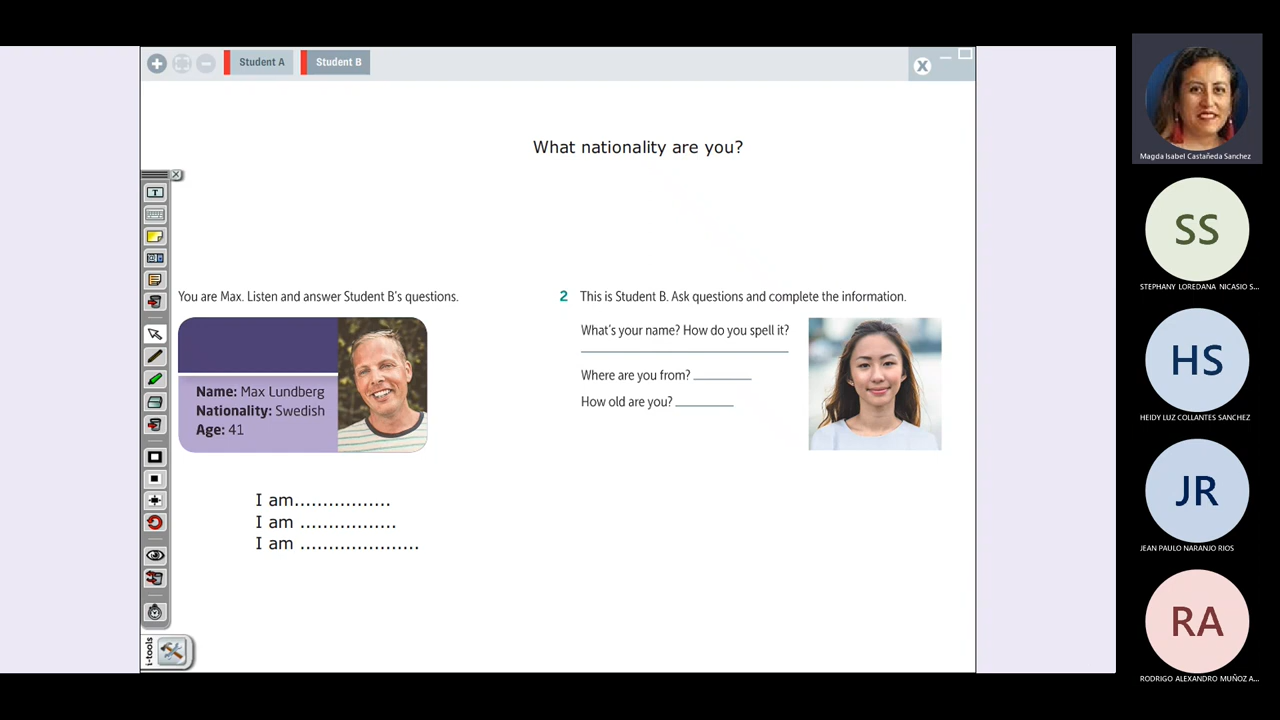 Student A
Student B
X
What nationality are you?
You are Max. Listen and answer Student B's questions.
Name: Max Lundberg
Nationality: Swedish
Age: 41
I am.................
I am .................
I am .....................
2 This is Student B. Ask questions and complete the information.
What's your name? How do you spell it?
Where are you from? __________
How old are you? __________
T
i-tools
Magda Isabel Castañeda Sanchez
SS
STEPHANY LOREDANA NICASIO S...
HS
HEIDY LUZ COLLANTES SANCHEZ
JR
JEAN PAULO NARANJO RIOS
RA
RODRIGO ALEXANDRO MUÑOZ A...